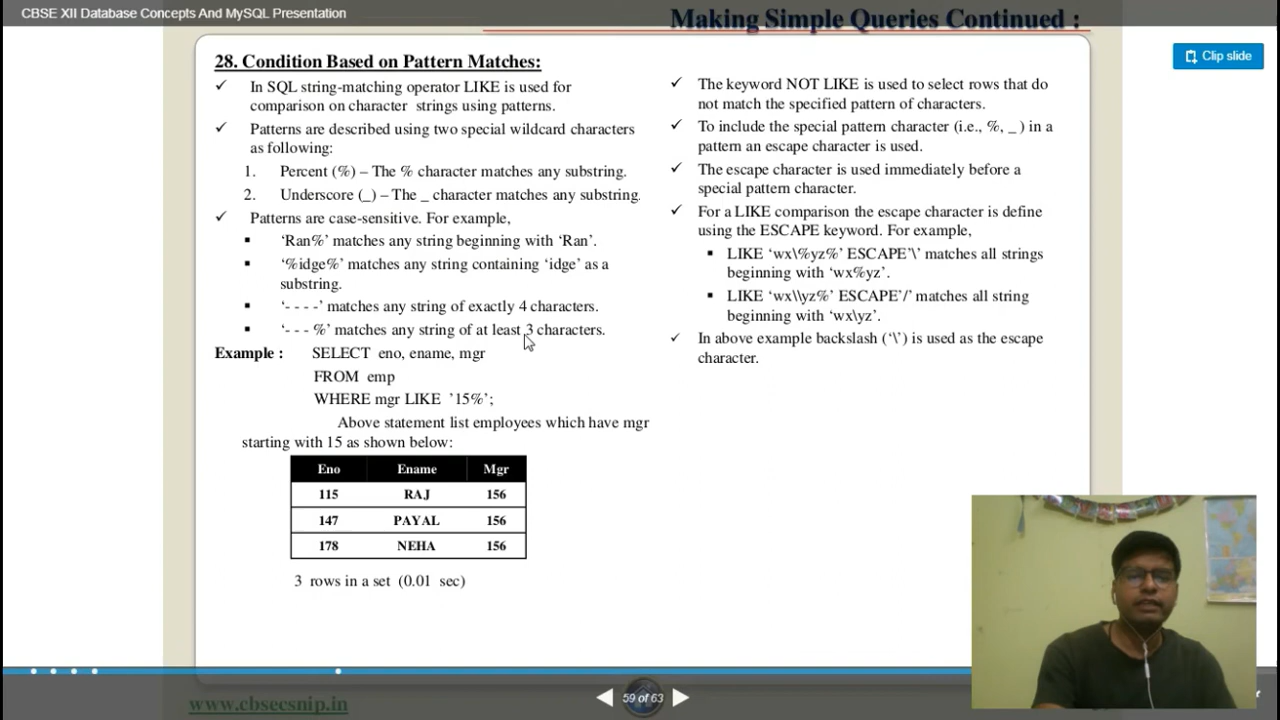 CBSE XII Database Concepts And MySQL Presentation
Making Simple Queries Continued :
Clip slide
28. Condition Based on Pattern Matches:
✓ In SQL string-matching operator LIKE is used for
comparison on character strings using patterns.
✓ Patterns are described using two special wildcard characters
as following:
1. Percent (%) – The % character matches any substring.
2. Underscore (_) – The _ character matches any substring.
✓ Patterns are case-sensitive. For example,
▪ ‘Ran%’ matches any string beginning with ‘Ran’.
▪ ‘%idge%’ matches any string containing ‘idge’ as a
substring.
▪ ‘- - - -’ matches any string of exactly 4 characters.
▪ ‘- - - %’ matches any string of at least 3 characters.
Example : SELECT eno, ename, mgr
FROM emp
WHERE mgr LIKE ’15%’;
Above statement list employees which have mgr
starting with 15 as shown below:
Eno Ename Mgr
115 RAJ 156
147 PAYAL 156
178 NEHA 156
3 rows in a set (0.01 sec)
✓ The keyword NOT LIKE is used to select rows that do
not match the specified pattern of characters.
✓ To include the special pattern character (i.e., %, _ ) in a
pattern an escape character is used.
✓ The escape character is used immediately before a
special pattern character.
✓ For a LIKE comparison the escape character is define
using the ESCAPE keyword. For example,
▪ LIKE ‘wx\%yz%’ ESCAPE’\’ matches all strings
beginning with ‘wx%yz’.
▪ LIKE ‘wx\\yz%’ ESCAPE’/’ matches all string
beginning with ‘wx\yz’.
✓ In above example backslash (‘\’) is used as the escape
character.
www.cbsecsnip.in
59 of 63